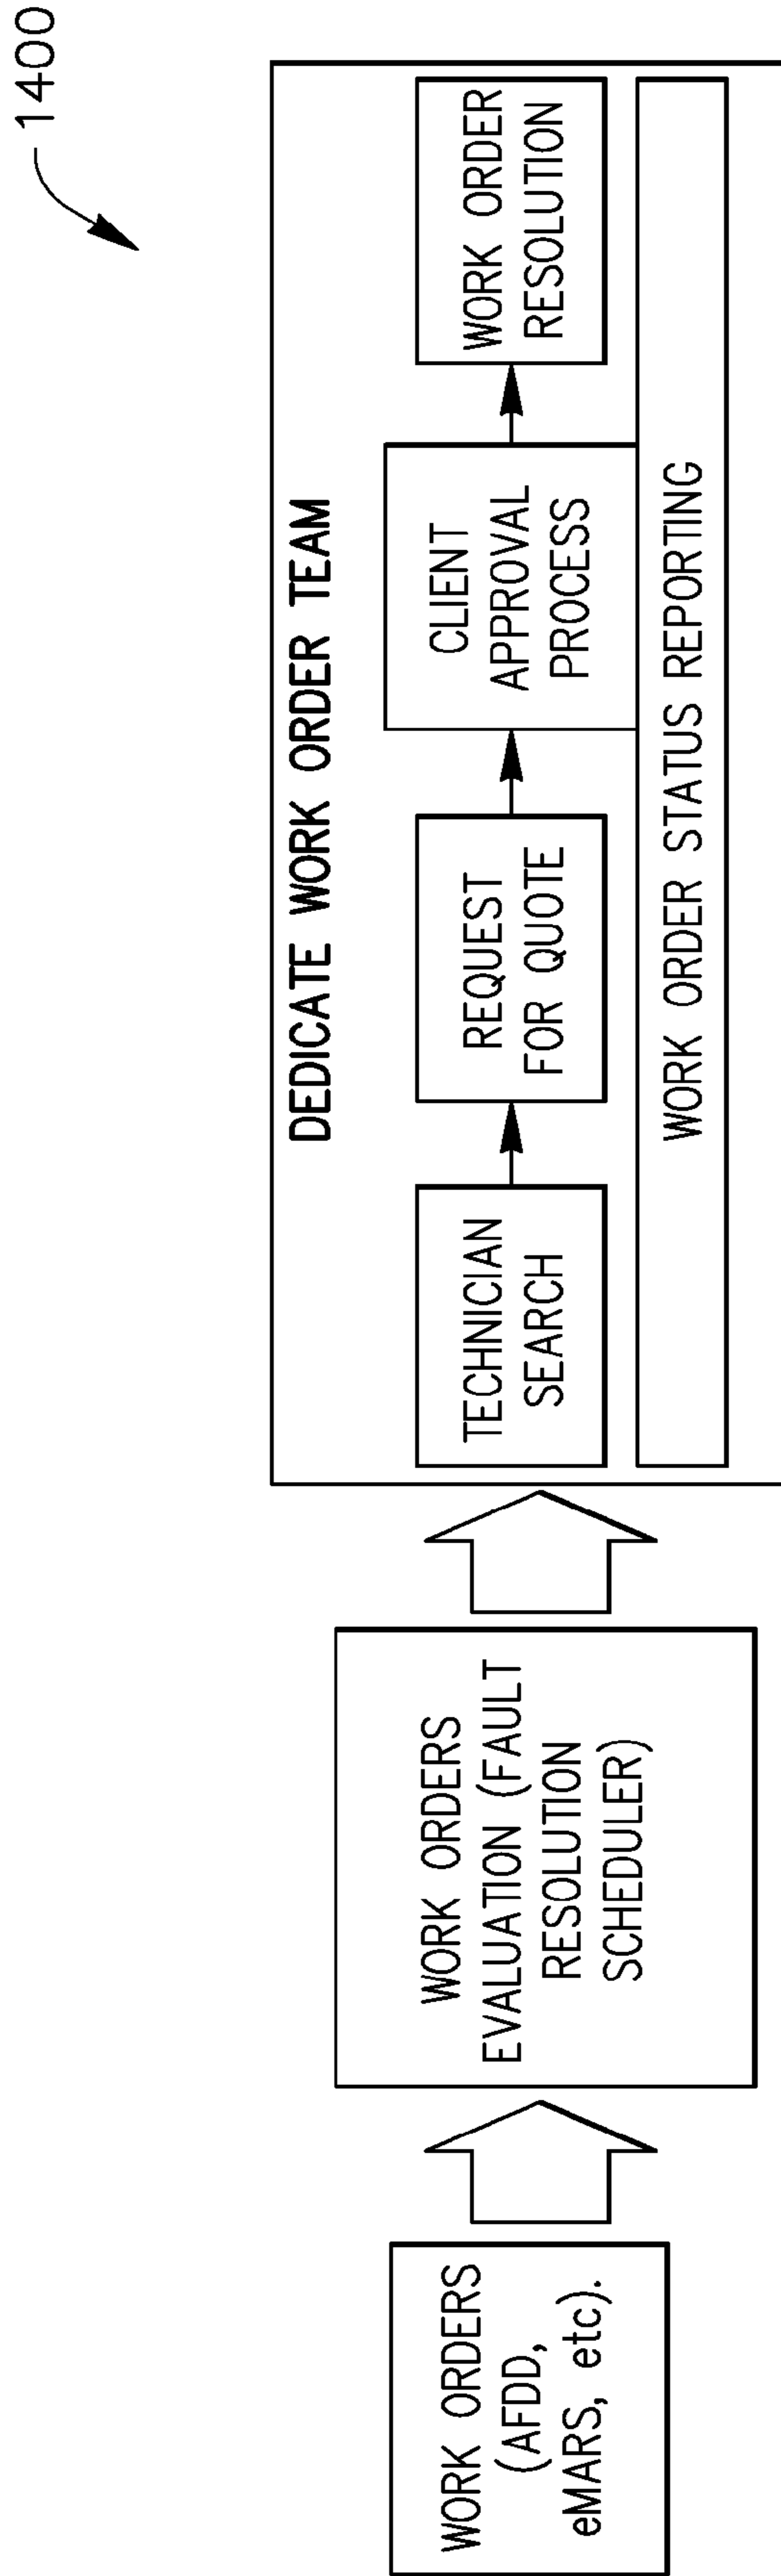 1400
WORK ORDERS
(AFDD,
eMARS, etc).
WORK ORDERS
EVALUATION (FAULT
RESOLUTION
SCHEDULER)
DEDICATE WORK ORDER TEAM
TECHNICIAN
SEARCH
REQUEST
FOR QUOTE
CLIENT
APPROVAL
PROCESS
WORK ORDER
RESOLUTION
WORK ORDER STATUS REPORTING